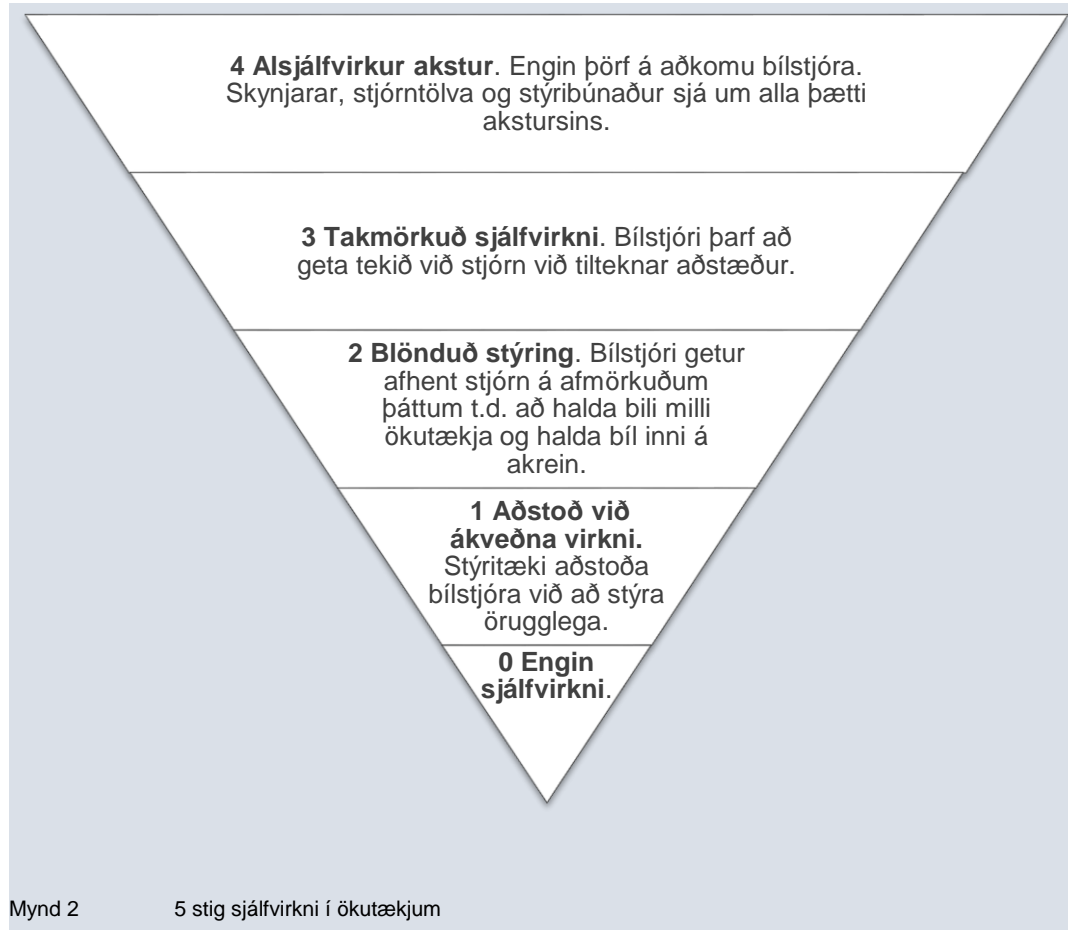 4 Alsjálfvirkur akstur. Engin þörf á aðkomu bílstjóra.
Skynjarar, stjórntölva og stýribúnaður sjá um alla þætti
akstursins.
3 Takmörkuð sjálfvirkni. Bílstjóri þarf að
geta tekið við stjórn við tilteknar aðstæður.
2 Blönduð stýring. Bílstjóri getur
afhent stjórn á afmörkuðum
þáttum t.d. að halda bili milli
ökutækja og halda bíl inni á
akrein.
1 Aðstoð við
ákveðna virkni.
Stýritæki aðstoða
bílstjóra við að stýra
örugglega.
0 Engin
sjálfvirkni.
Mynd 2 5 stig sjálfvirkni í ökutækjum